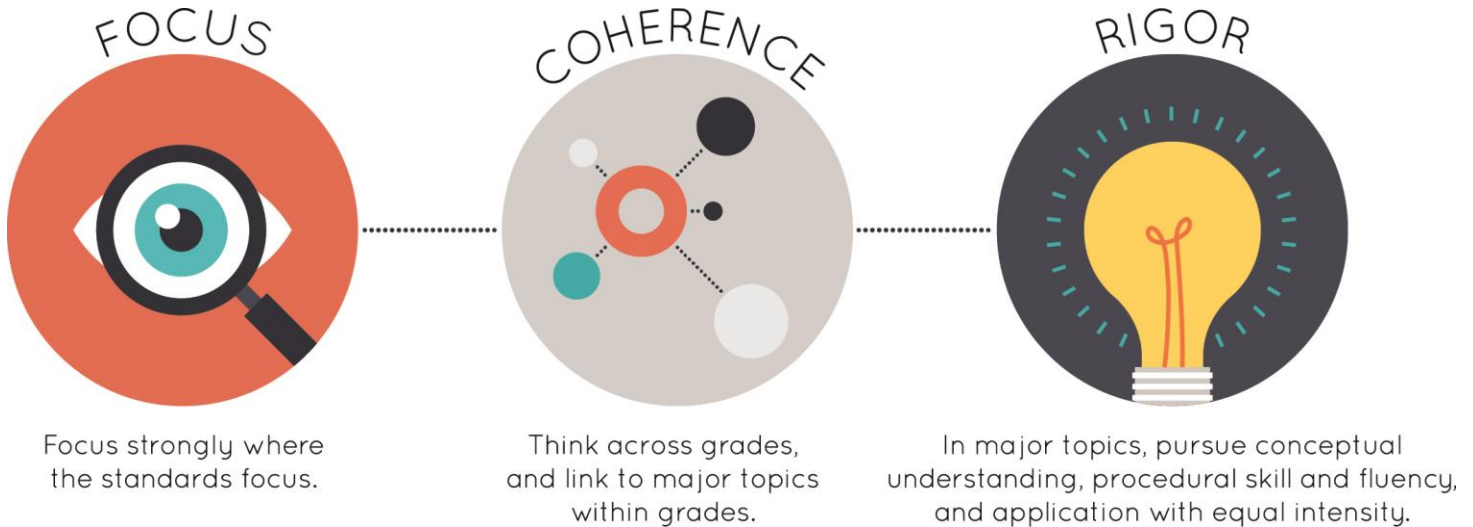 FOCUS
Focus strongly where
the standards focus.
COHERENCE
Think across grades,
and link to major topics
within grades.
RIGOR
In major topics, pursue conceptual
understanding, procedural skill and fluency,
and application with equal intensity.